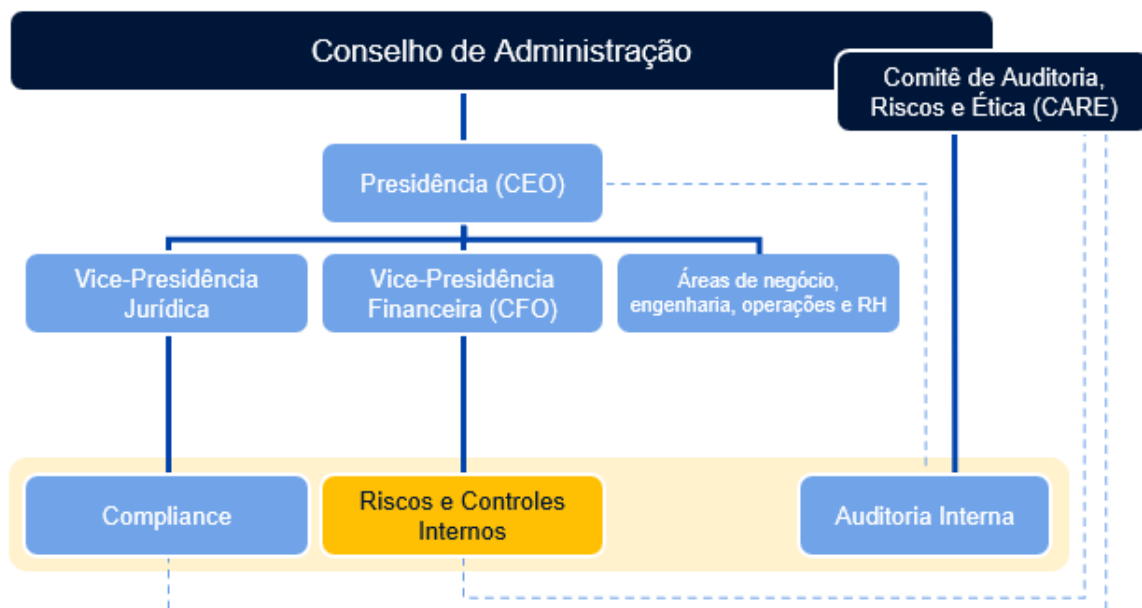 Conselho de Administração
Comitê de Auditoria,
Riscos e Ética (CARE)
Presidência (CEO)
Vice-Presidência
Jurídica
Vice-Presidência
Financeira (CFO)
Áreas de negócio,
engenharia, operações e RH
Compliance
Riscos e Controles
Internos
Auditoria Interna